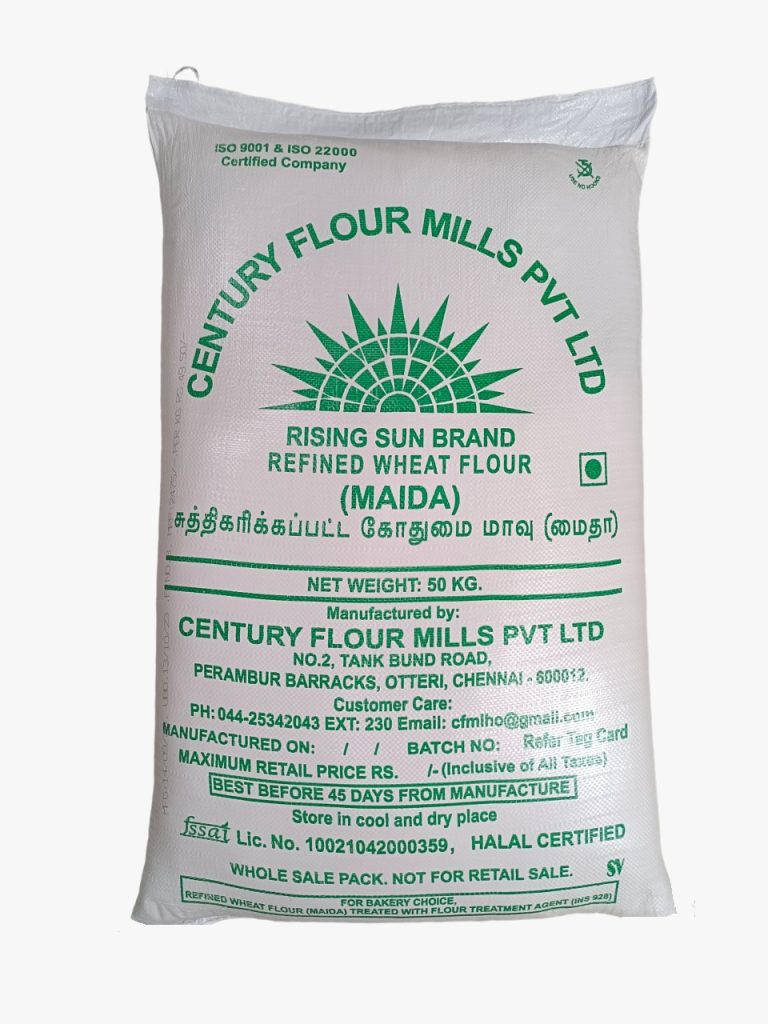 ISO 9001 & ISO 22000
Certified Company
USE NO HOOKS
CENTURY FLOUR MILLS PVT LTD
RISING SUN BRAND
REFINED WHEAT FLOUR
(MAIDA)
சுத்திகரிக்கப்பட்ட கோதுமை மாவு (மைதா)
NET WEIGHT: 50 KG.
Manufactured by:
CENTURY FLOUR MILLS PVT LTD
NO.2, TANK BUND ROAD,
PERAMBUR BARRACKS, OTTERI, CHENNAI - 600012.
Customer Care:
PH: 044-25342043 EXT: 230 Email: cfmlho@gmail.com
MANUFACTURED ON: / / BATCH NO: Refer Tag Card
MAXIMUM RETAIL PRICE RS. /- (Inclusive of All Taxes)
BEST BEFORE 45 DAYS FROM MANUFACTURE
Store in cool and dry place
fssai Lic. No. 10021042000359, HALAL CERTIFIED
WHOLE SALE PACK. NOT FOR RETAIL SALE.
SV
FOR BAKERY CHOICE,
REFINED WHEAT FLOUR (MAIDA) TREATED WITH FLOUR TREATMENT AGENT (INS 928)